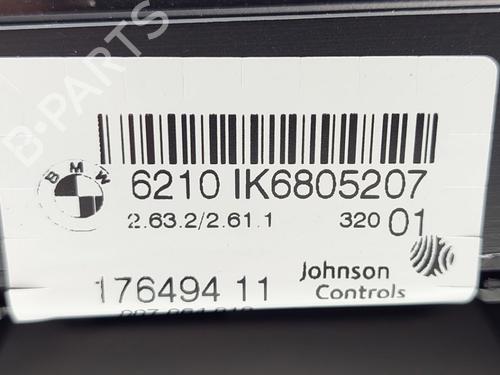 B-PARTS
BMW
6210 IK6805207
2.63.2/2.61.1 320 01
176494 11 Johnson
Controls